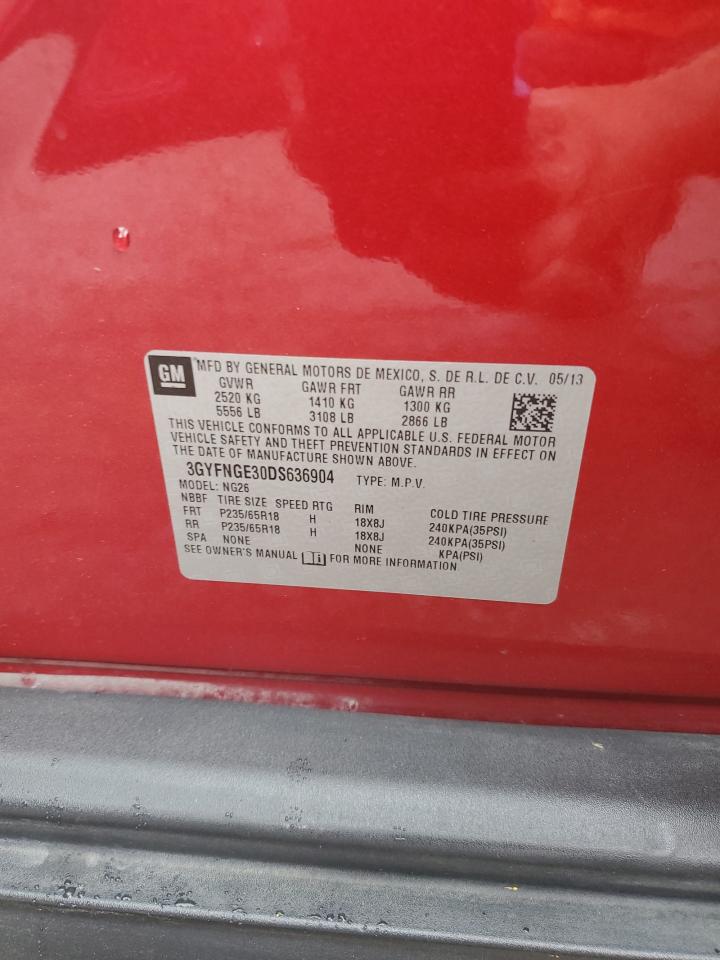 GM MFD BY GENERAL MOTORS DE MEXICO, S. DE R.L. DE C.V. 05/13
GVWR GAWR FRT GAWR RR
2520 KG 1410 KG 1300 KG
5556 LB 3108 LB 2866 LB
THIS VEHICLE CONFORMS TO ALL APPLICABLE U.S. FEDERAL MOTOR
VEHICLE SAFETY AND THEFT PREVENTION STANDARDS IN EFFECT ON
THE DATE OF MANUFACTURE SHOWN ABOVE.
3GYFNGE30DS636904 TYPE: M.P.V.
MODEL: NG26
NBBF TIRE SIZE SPEED RTG RIM COLD TIRE PRESSURE
FRT P235/65R18 H 18X8J 240KPA(35PSI)
RR P235/65R18 H 18X8J 240KPA(35PSI)
SPA NONE NONE KPA(PSI)
SEE OWNER'S MANUAL FOR MORE INFORMATION